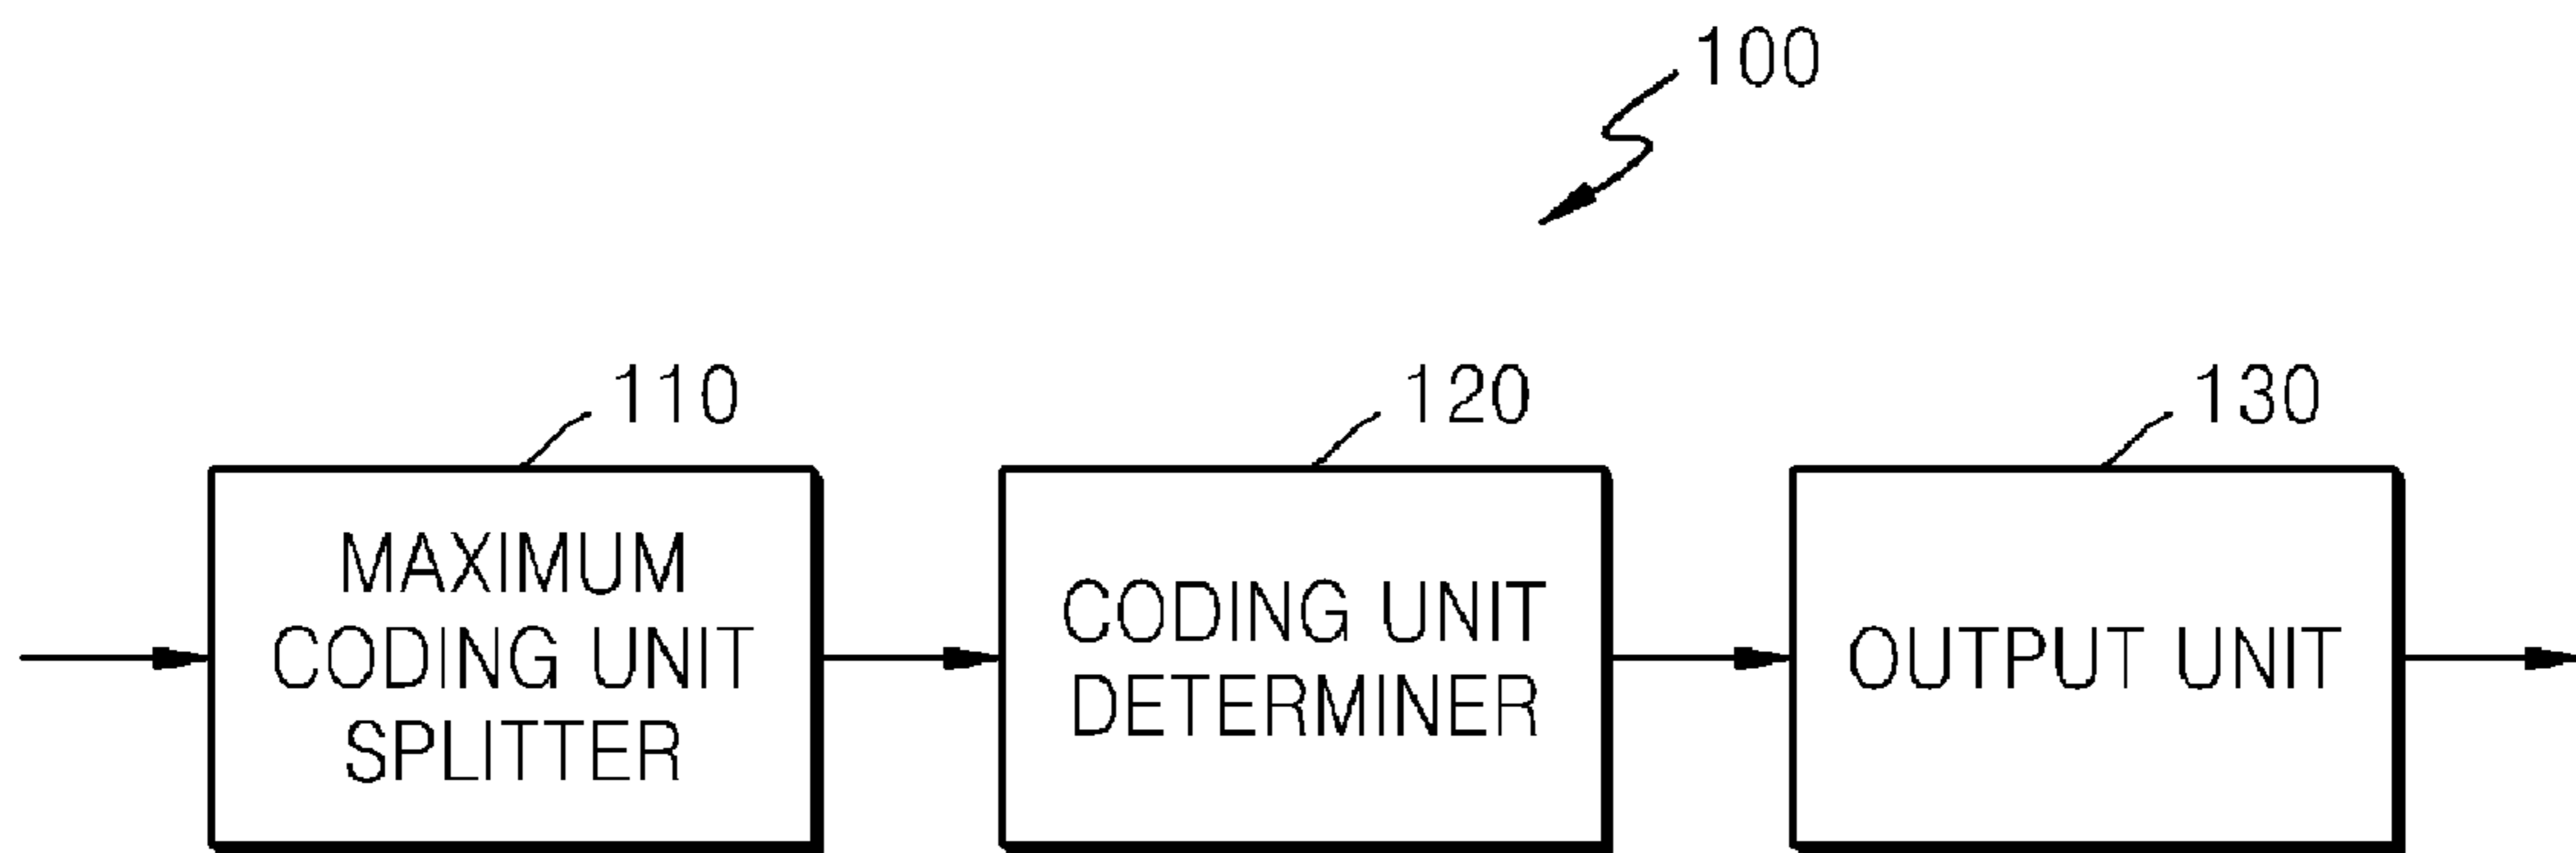 100
110
120
130
MAXIMUM
CODING UNIT
SPLITTER
CODING UNIT
DETERMINER
OUTPUT UNIT